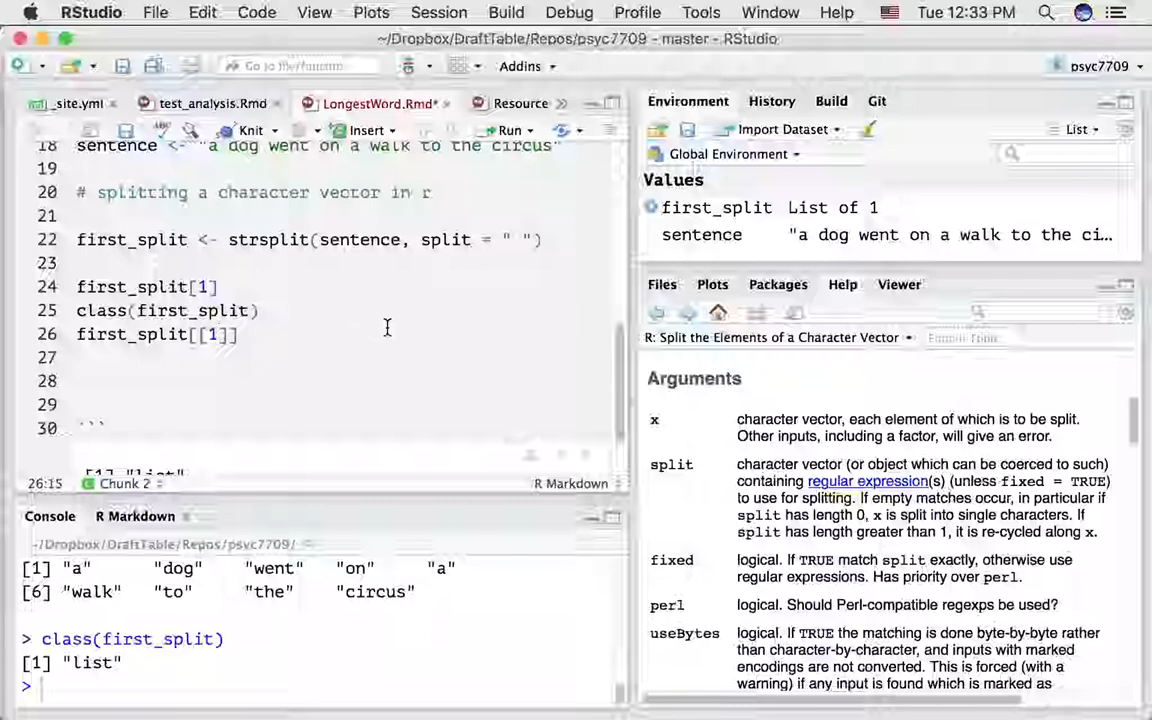 RStudio File Edit Code View Plots Session Build Debug Profile Tools Window Help Tue 12:33 PM
~/Dropbox/DraftTable/Repos/psyc7709 - master - RStudio
Go to file/function Addins psyc7709
_site.yml test_analysis.Rmd LongestWord.Rmd* Resource
Knit Insert Run
18 sentence <- "a dog went on a walk to the circus"
19
20 # splitting a character vector in r
21
22 first_split <- strsplit(sentence, split = " ")
23
24 first_split[1]
25 class(first_split)
26 first_split[[1]]
27
28
29
30 ```
[1] "list"
26:15 Chunk 2 R Markdown
Console R Markdown
~/Dropbox/DraftTable/Repos/psyc7709/
[1] "a" "dog" "went" "on" "a"
[6] "walk" "to" "the" "circus"
> class(first_split)
[1] "list"
>
Environment History Build Git
Import Dataset List
Global Environment
Values
first_split List of 1
sentence "a dog went on a walk to the ci…
Files Plots Packages Help Viewer
R: Split the Elements of a Character Vector
Arguments
x character vector, each element of which is to be split.
Other inputs, including a factor, will give an error.
split character vector (or object which can be coerced to such)
containing regular expression(s) (unless fixed = TRUE)
to use for splitting. If empty matches occur, in particular if
split has length 0, x is split into single characters. If
split has length greater than 1, it is re-cycled along x.
fixed logical. If TRUE match split exactly, otherwise use
regular expressions. Has priority over perl.
perl logical. Should Perl-compatible regexps be used?
useBytes logical. If TRUE the matching is done byte-by-byte rather
than character-by-character, and inputs with marked
encodings are not converted. This is forced (with a
warning) if any input is found which is marked as